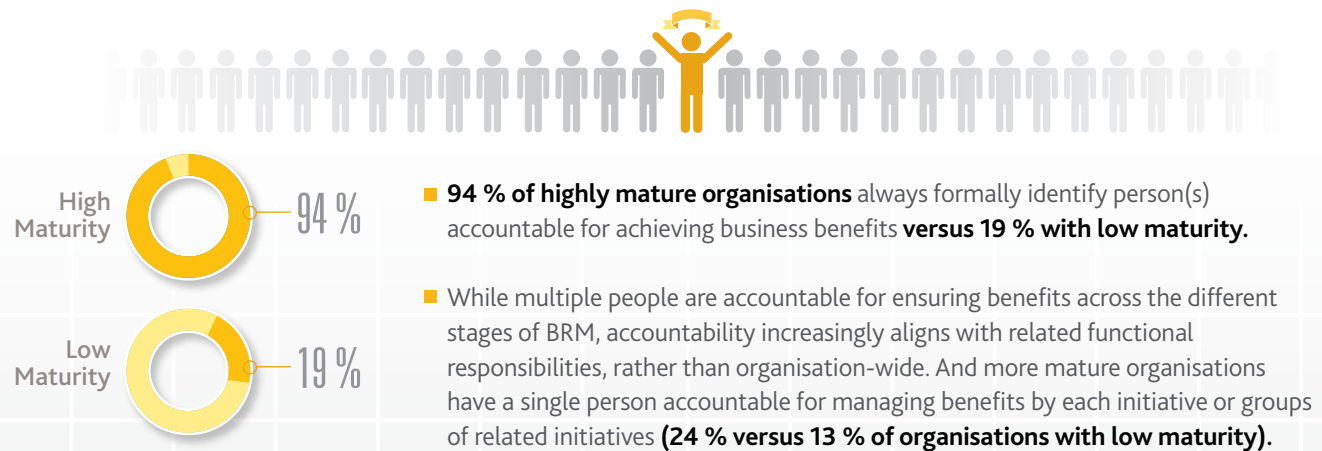 High
Maturity
94 %
94 % of highly mature organisations always formally identify person(s)
accountable for achieving business benefits versus 19 % with low maturity.
Low
Maturity
19 %
While multiple people are accountable for ensuring benefits across the different
stages of BRM, accountability increasingly aligns with related functional
responsibilities, rather than organisation-wide. And more mature organisations
have a single person accountable for managing benefits by each initiative or groups
of related initiatives (24 % versus 13 % of organisations with low maturity).